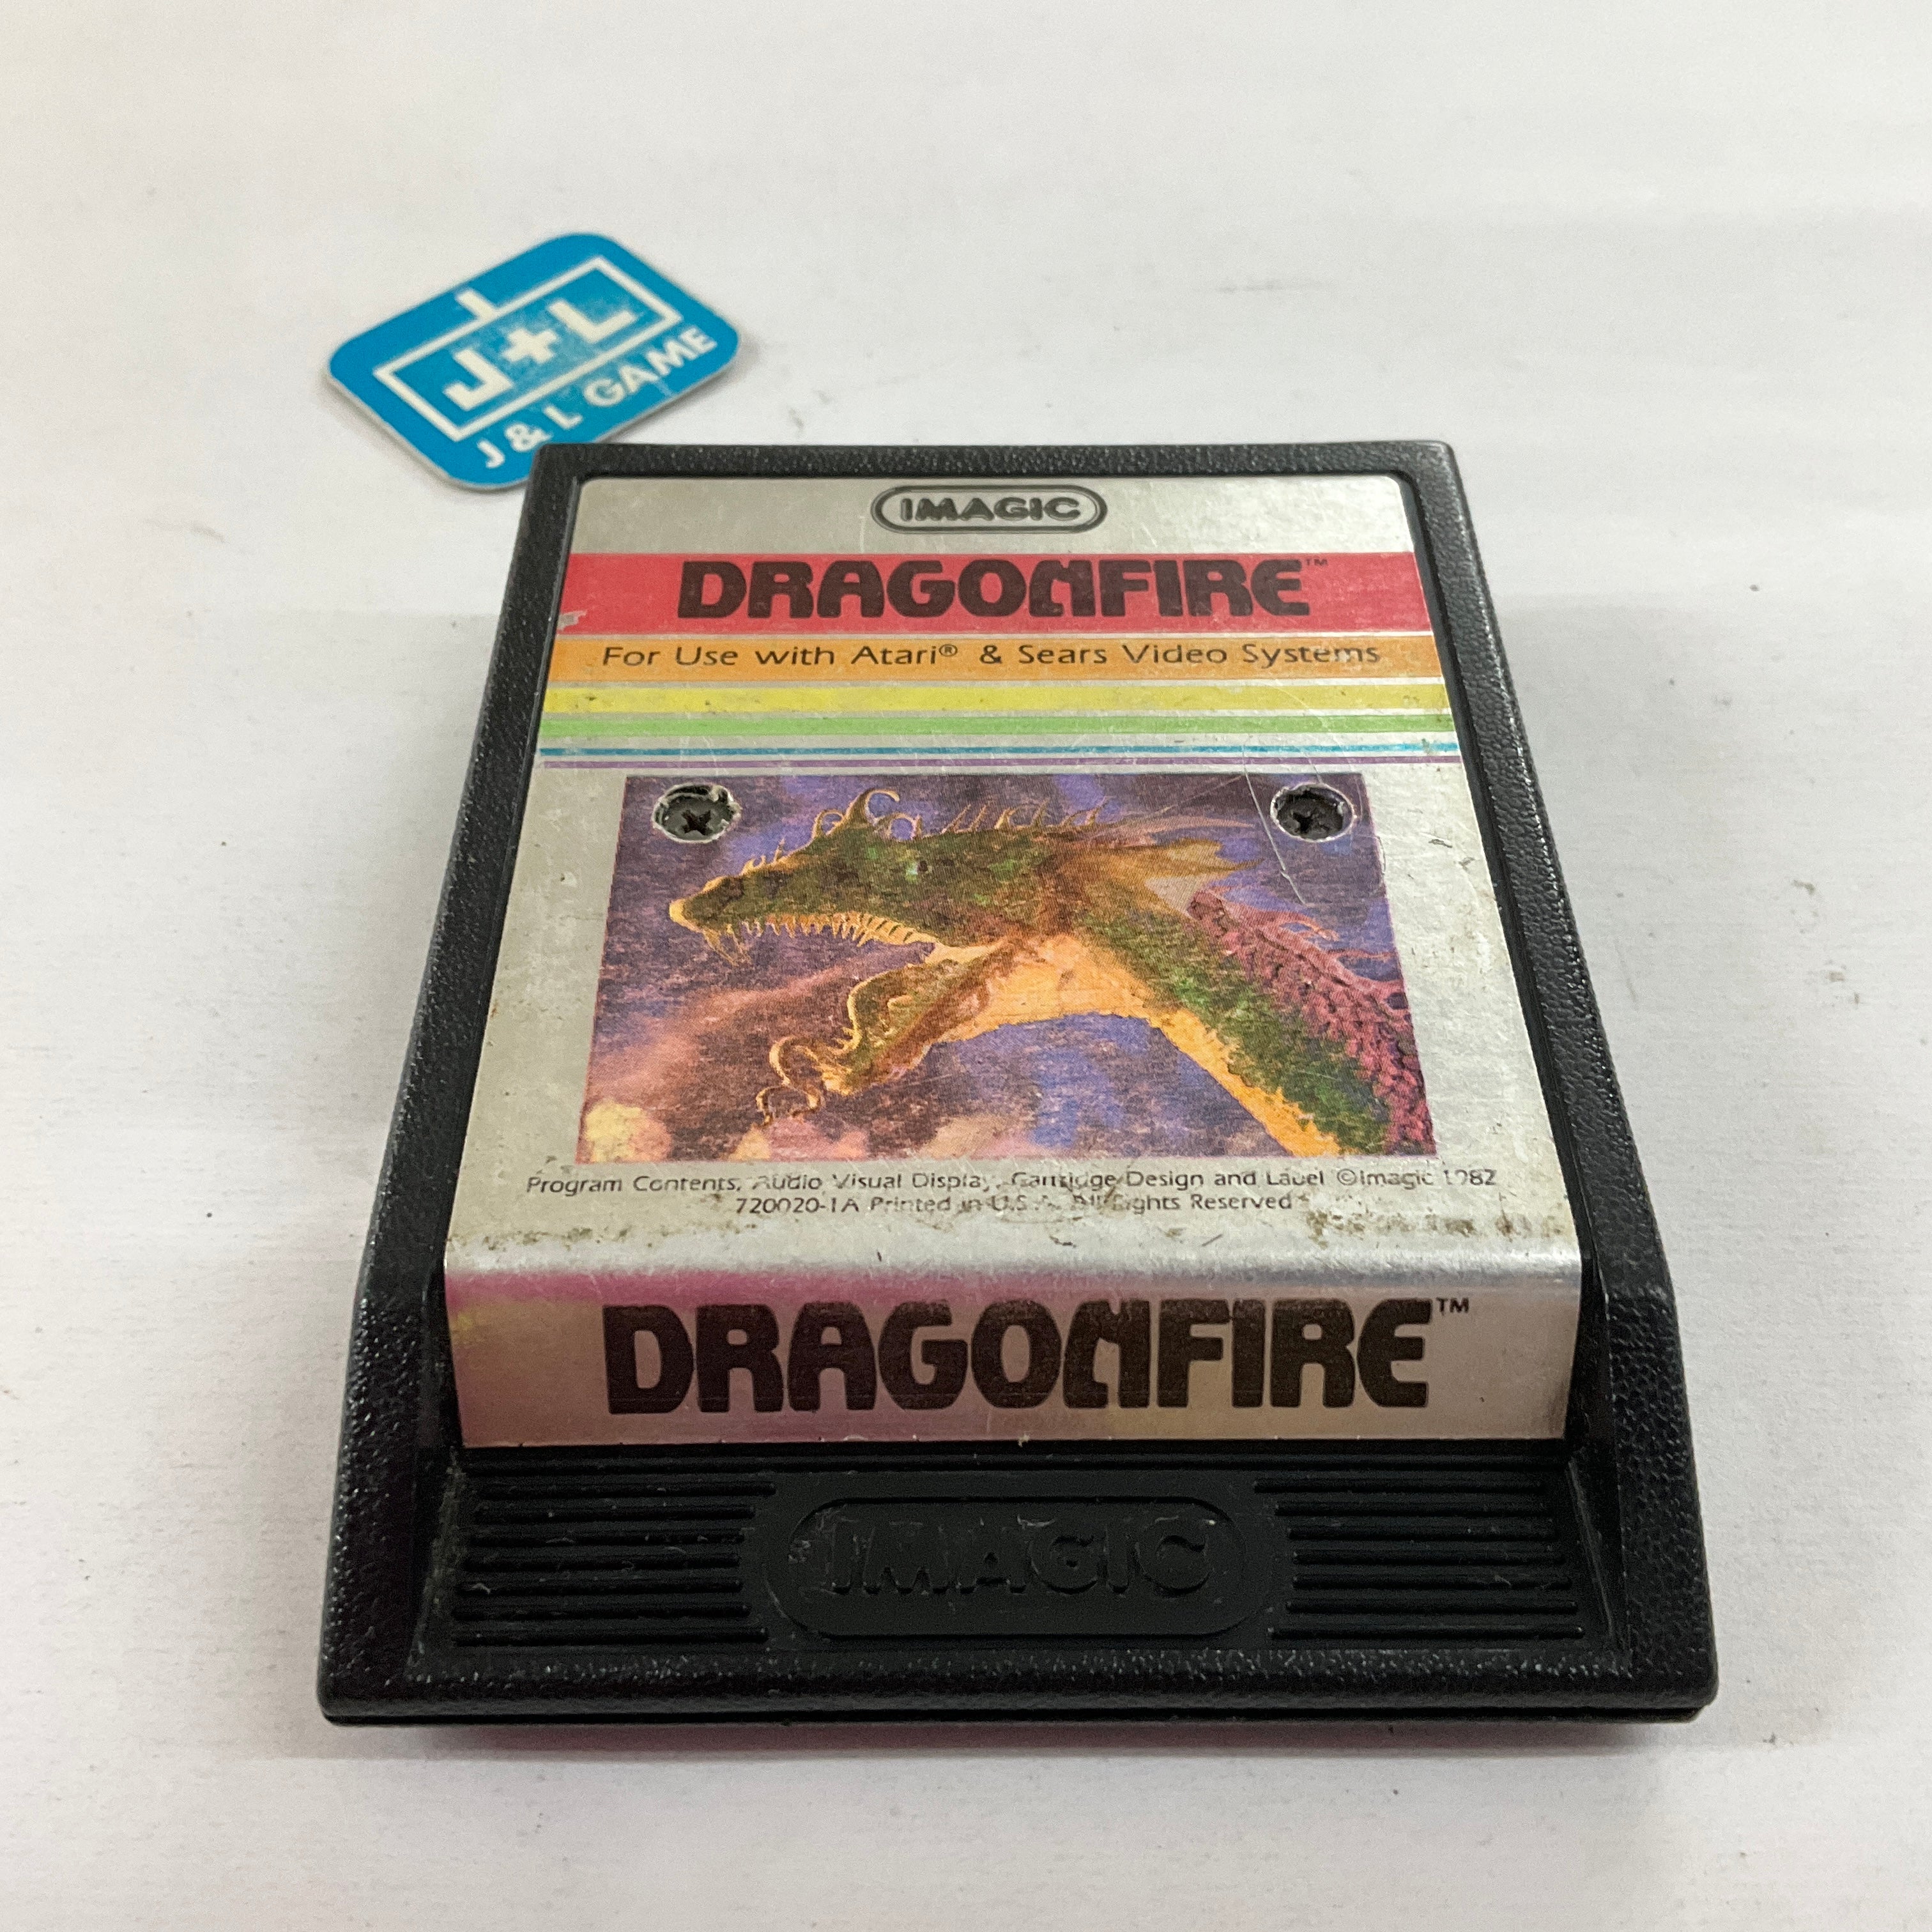 J+L
J & L GAME
IMAGIC
DRAGONFIRE™
For Use with Atari® & Sears Video Systems
Program Contents, Audio Visual Display, Cartridge Design and Label ©Imagic 1982
720020-1A Printed in U.S.A. All Rights Reserved
DRAGONFIRE™
IMAGIC